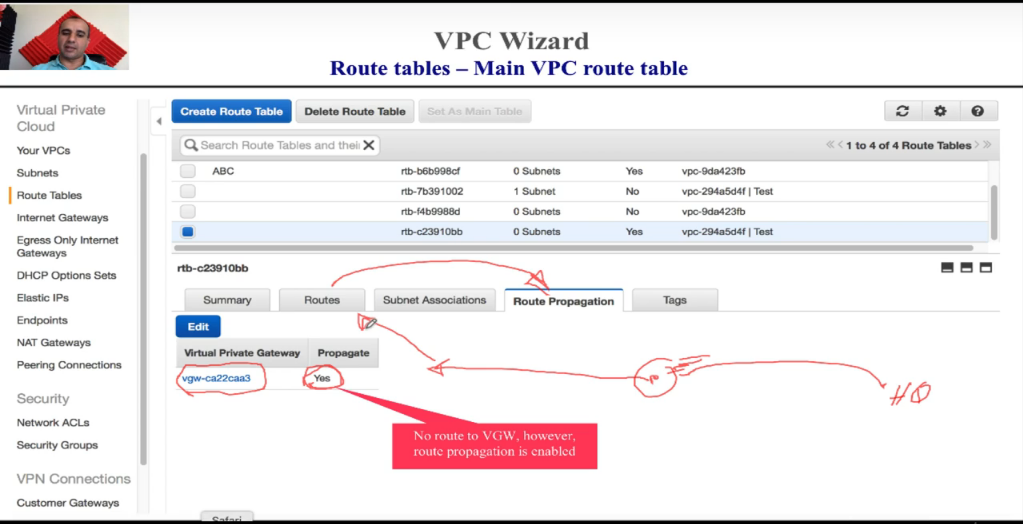 VPC Wizard
Route tables – Main VPC route table
Virtual Private
Cloud
Your VPCs
Subnets
Route Tables
Internet Gateways
Egress Only Internet
Gateways
DHCP Options Sets
Elastic IPs
Endpoints
NAT Gateways
Peering Connections
Security
Network ACLs
Security Groups
VPN Connections
Customer Gateways
Create Route Table Delete Route Table Set As Main Table
Search Route Tables and thei
1 to 4 of 4 Route Tables
ABC rtb-b6b998cf 0 Subnets Yes vpc-9da423fb
rtb-7b391002 1 Subnet No vpc-294a5d4f | Test
rtb-f4b9988d 0 Subnets No vpc-9da423fb
rtb-c23910bb 0 Subnets Yes vpc-294a5d4f | Test
rtb-c23910bb
Summary Routes Subnet Associations Route Propagation Tags
Edit
Virtual Private Gateway Propagate
vgw-ca22caa3 Yes
HQ
No route to VGW, however,
route propagation is enabled
Safari